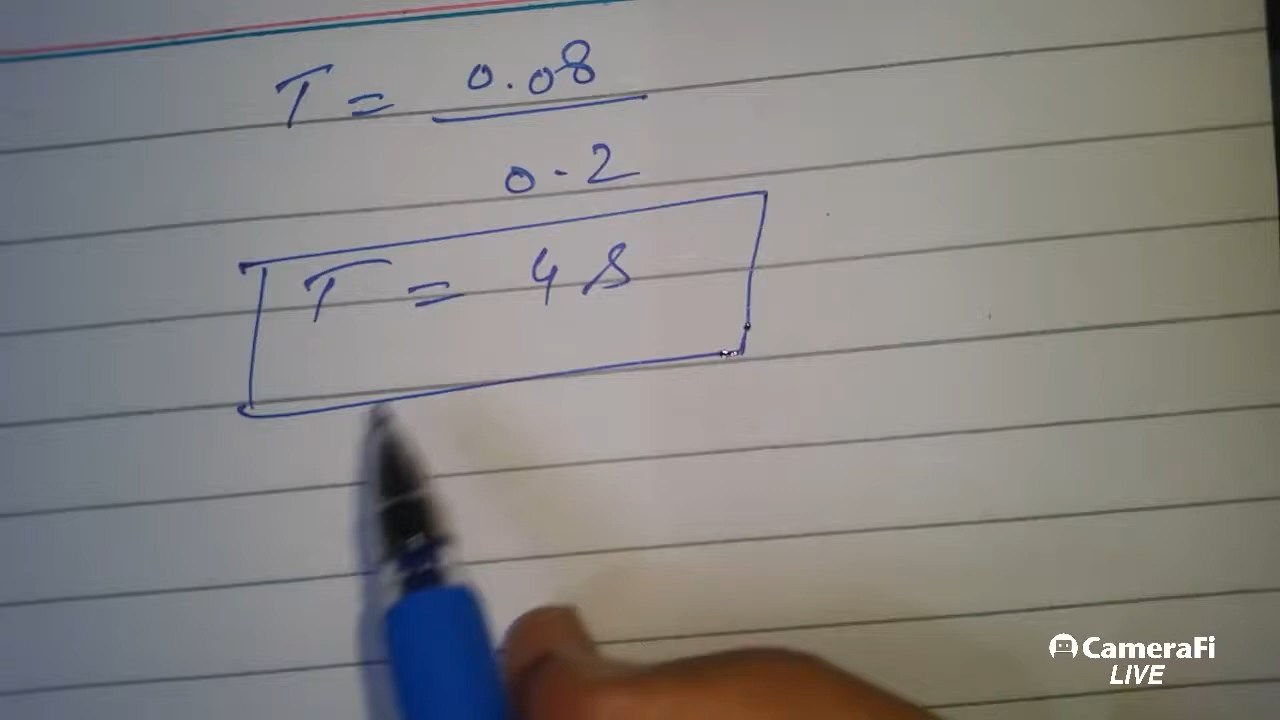 T = 0.08
0.2
T = 4 s
CameraFi
LIVE